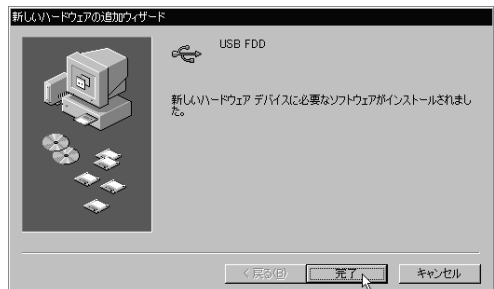 新しいハードウェアの追加ウィザード
USB FDD
新しいハードウェア デバイスに必要なソフトウェアがインストールされまし
た。
< 戻る(B)
完了
キャンセル